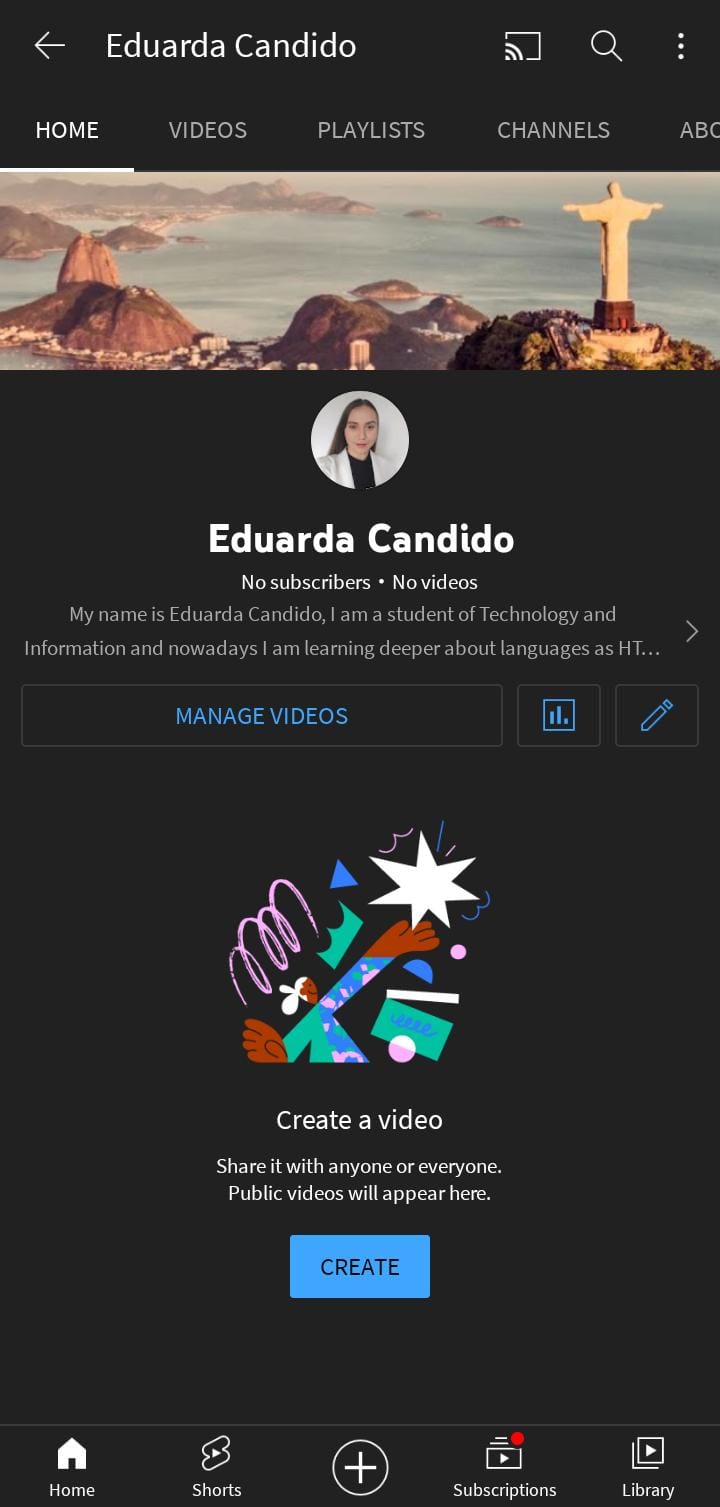 Eduarda Candido
HOME VIDEOS PLAYLISTS CHANNELS ABO
Eduarda Candido
No subscribers • No videos
My name is Eduarda Candido, I am a student of Technology and
Information and nowadays I am learning deeper about languages as HT...
MANAGE VIDEOS
Create a video
Share it with anyone or everyone.
Public videos will appear here.
CREATE
Home Shorts Subscriptions Library